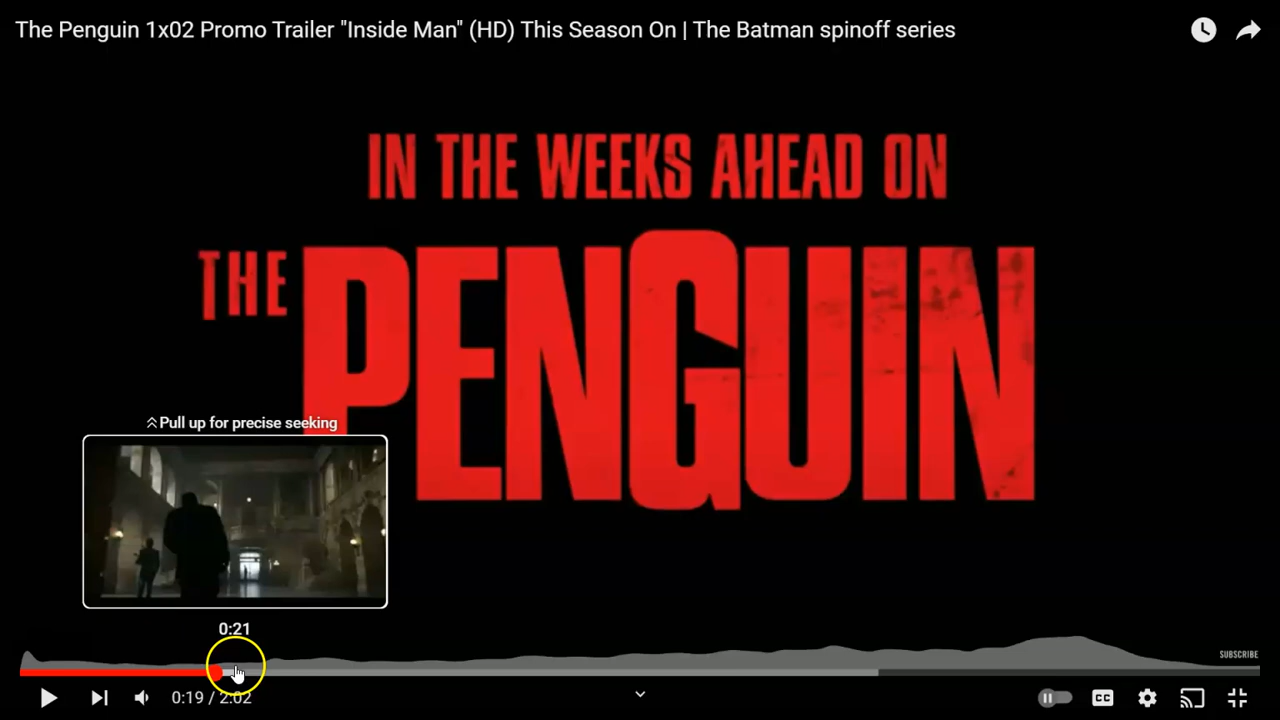 The Penguin 1x02 Promo Trailer "Inside Man" (HD) This Season On | The Batman spinoff series
IN THE WEEKS AHEAD ON
THE
PENGUIN
Pull up for precise seeking
0:21
SUBSCRIBE
0:19 / 2:02
CC